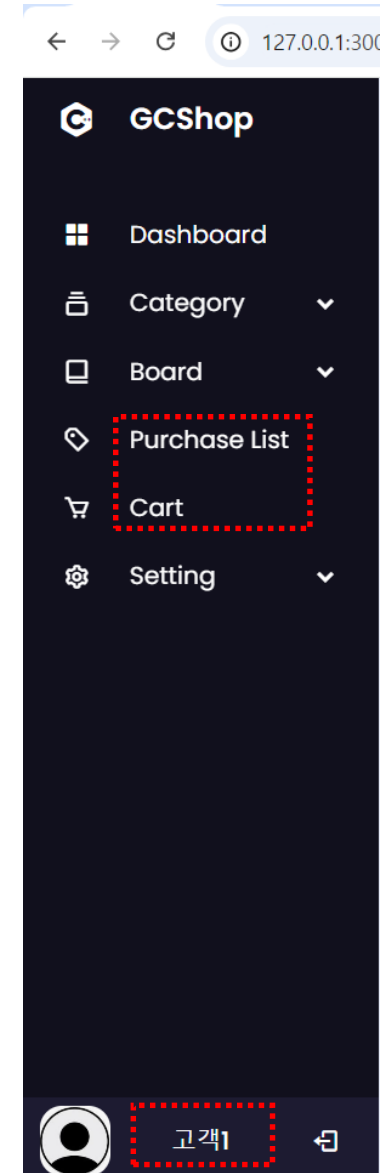 127.0.0.1:300
GCShop
Dashboard
Category
Board
Purchase List
Cart
Setting
고객1